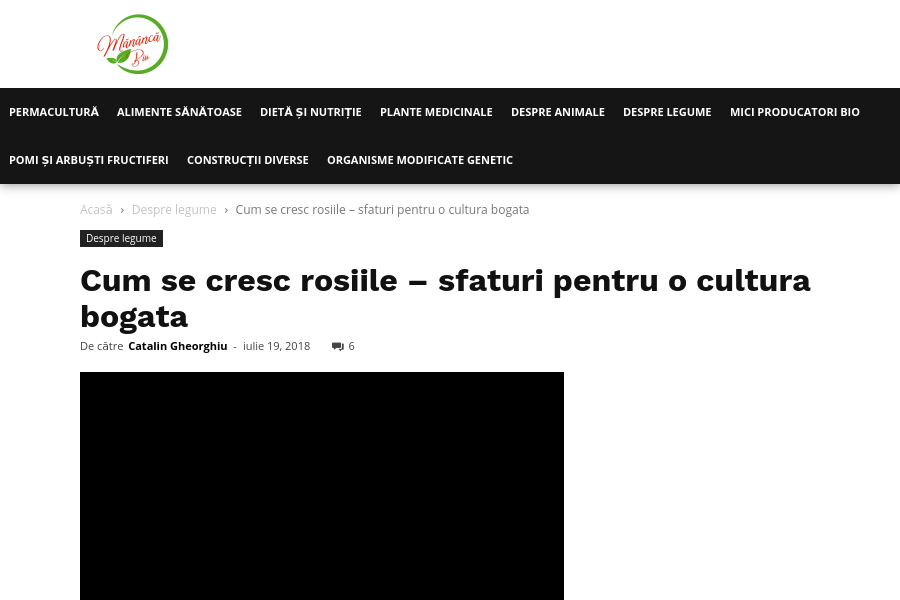 Mănâncă
Bio
PERMACULTURĂ ALIMENTE SĂNĂTOASE DIETĂ ȘI NUTRIȚIE PLANTE MEDICINALE DESPRE ANIMALE DESPRE LEGUME MICI PRODUCATORI BIO
POMI ȘI ARBUȘTI FRUCTIFERI CONSTRUCȚII DIVERSE ORGANISME MODIFICATE GENETIC
Acasă › Despre legume › Cum se cresc rosiile – sfaturi pentru o cultura bogata
Despre legume
Cum se cresc rosiile – sfaturi pentru o cultura
bogata
De către Catalin Gheorghiu - iulie 19, 2018 6